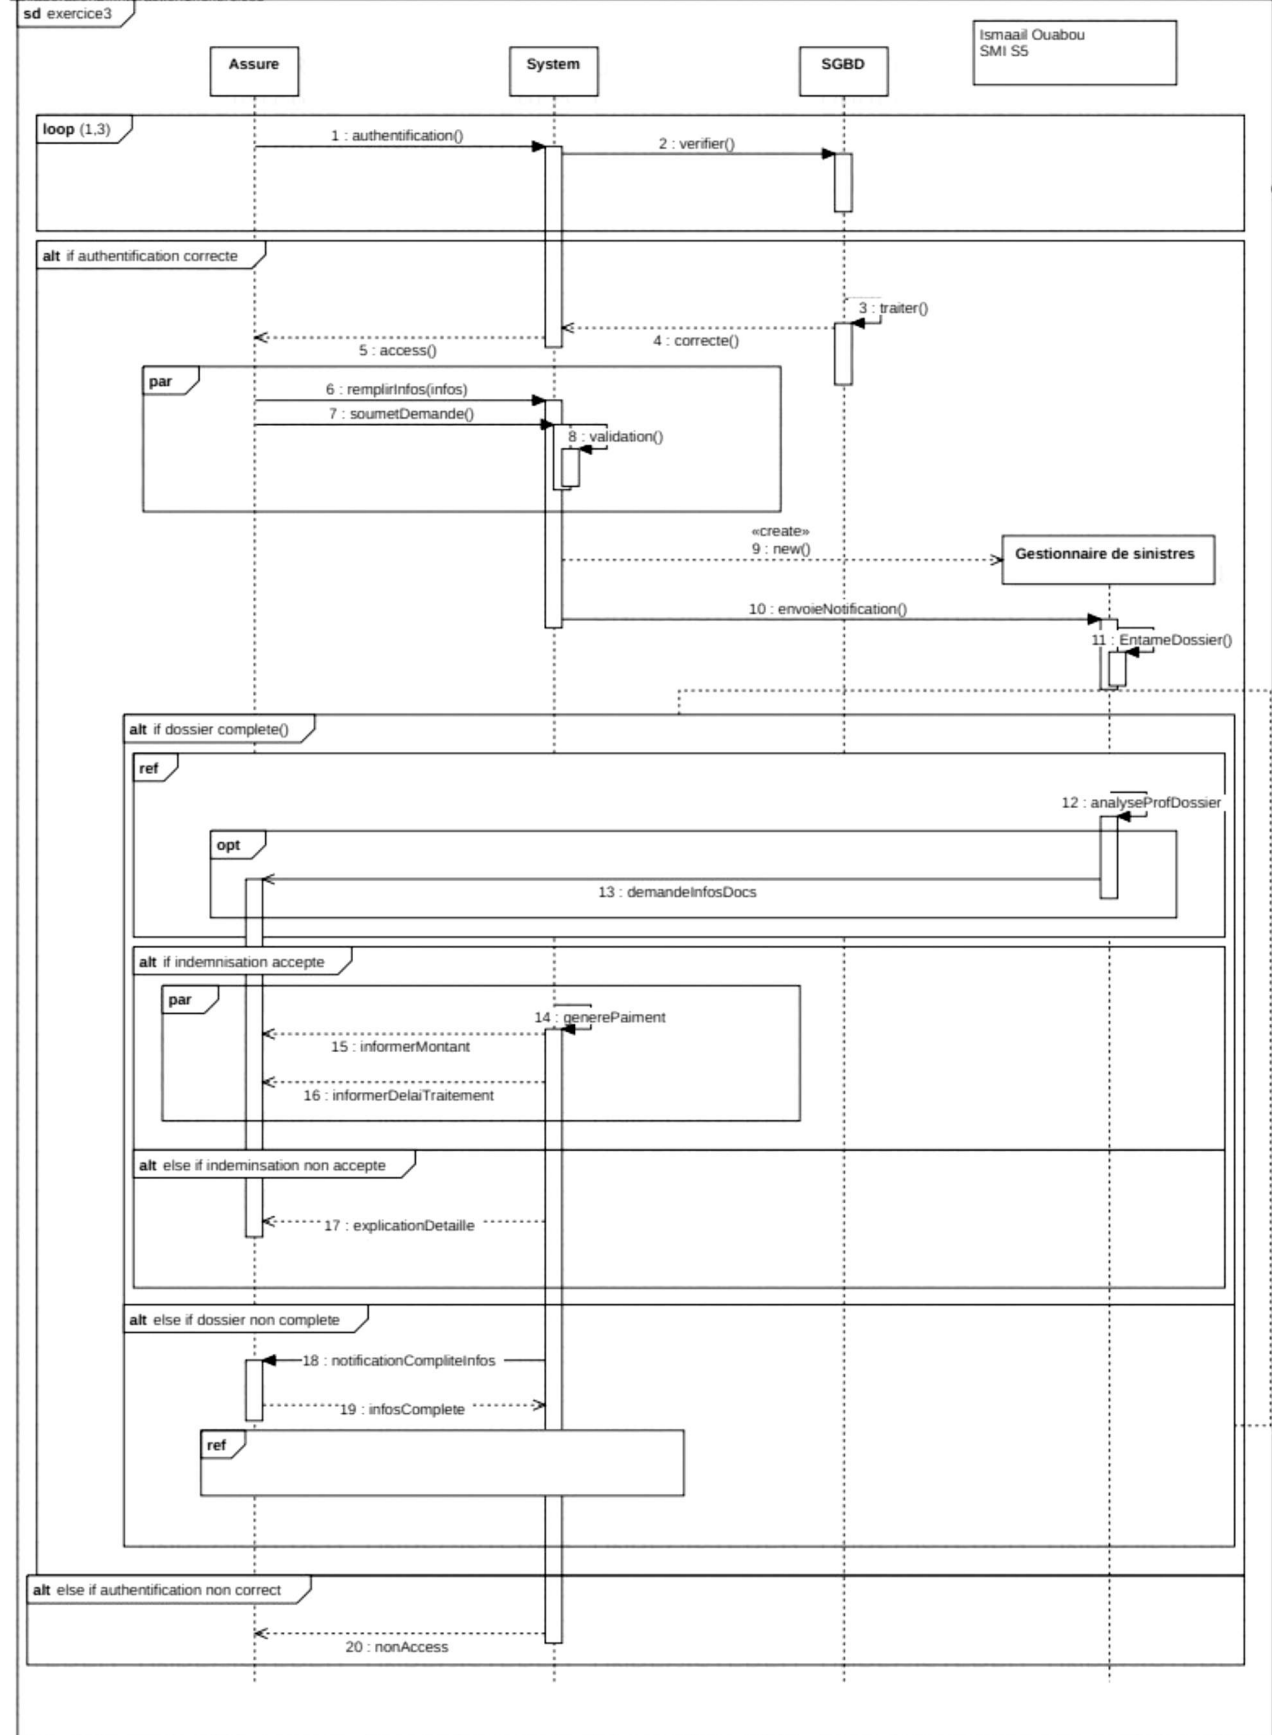 sd exercice3
Ismaail Ouabou
SMI S5
Assure
System
SGBD
loop (1,3)
1 : authentification()
2 : verifier()
alt if authentification correcte
3 : traiter()
4 : correcte()
5 : access()
par
6 : remplirInfos(infos)
7 : soumetDemande()
8 : validation()
«create»
9 : new()
Gestionnaire de sinistres
10 : envoieNotification()
11 : EntameDossier()
alt if dossier complete()
ref
12 : analyseProfDossier
opt
13 : demandeInfosDocs
alt if indemnisation accepte
par
14 : generePaiment
15 : informerMontant
16 : informerDelaiTraitement
alt else if indeminsation non accepte
17 : explicationDetaille
alt else if dossier non complete
18 : notificationCompliteInfos
19 : infosComplete
ref
alt else if authentification non correct
20 : nonAccess